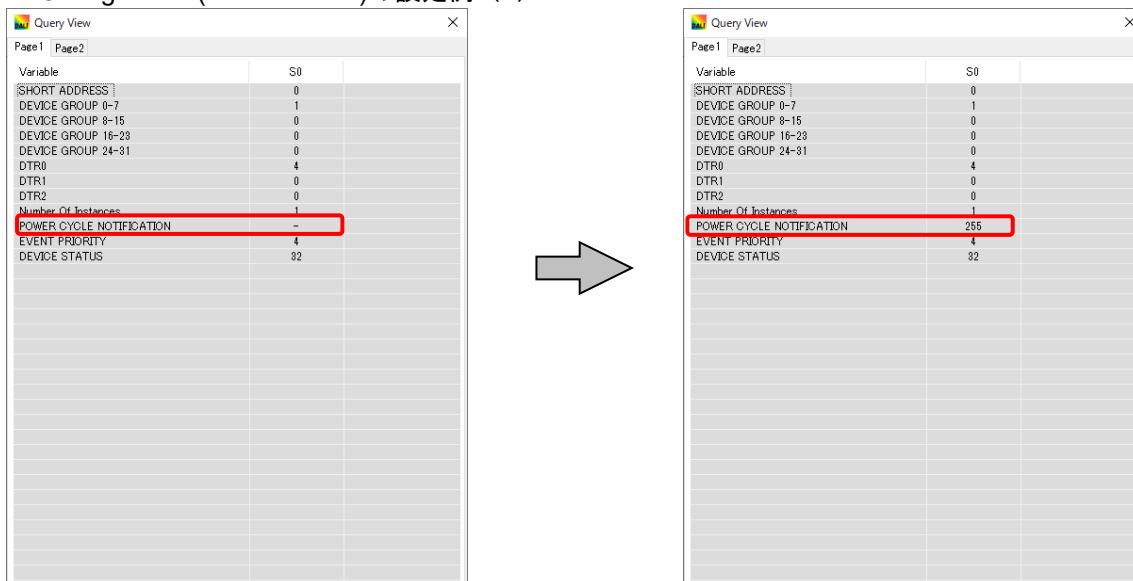 Query View
Page1 Page2
Variable S0
SHORT ADDRESS 0
DEVICE GROUP 0-7 1
DEVICE GROUP 8-15 0
DEVICE GROUP 16-23 0
DEVICE GROUP 24-31 0
DTR0 4
DTR1 0
DTR2 0
Number Of Instances 1
POWER CYCLE NOTIFICATION -
EVENT PRIORITY 4
DEVICE STATUS 32
Query View
Page1 Page2
Variable S0
SHORT ADDRESS 0
DEVICE GROUP 0-7 1
DEVICE GROUP 8-15 0
DEVICE GROUP 16-23 0
DEVICE GROUP 24-31 0
DTR0 4
DTR1 0
DTR2 0
Number Of Instances 1
POWER CYCLE NOTIFICATION 255
EVENT PRIORITY 4
DEVICE STATUS 32